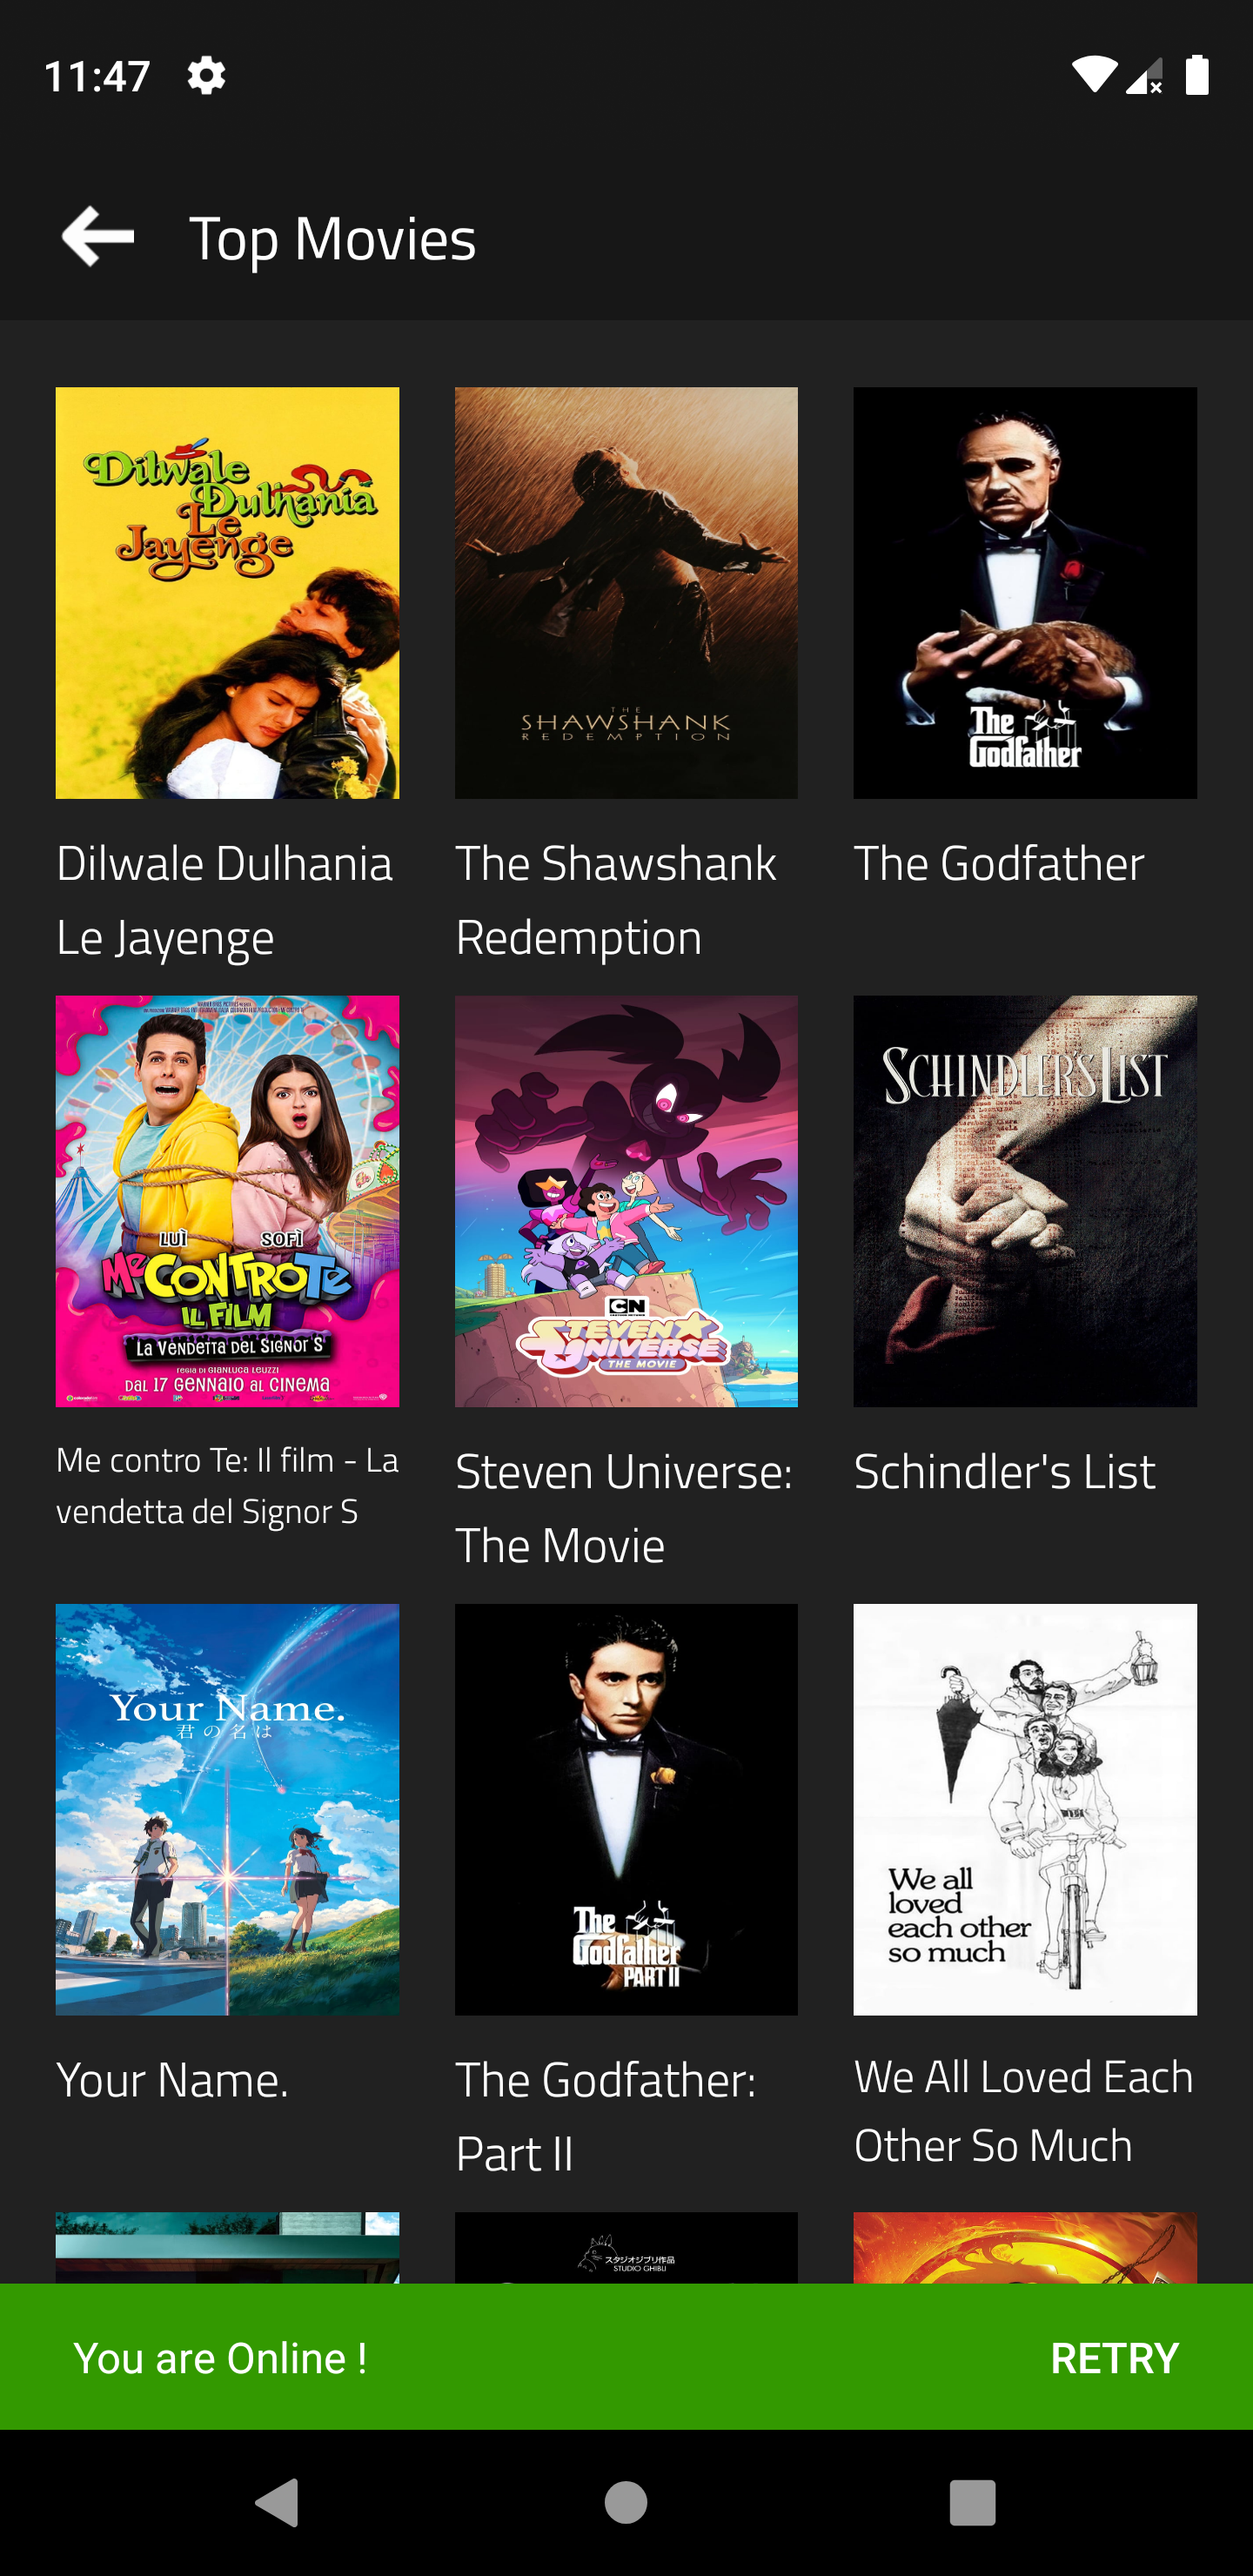 11:47
Top Movies
Dilwale
Dulhania
Le
Jayenge
THE
SHAWSHANK
REDEMPTION
The
Godfather
Dilwale Dulhania
Le Jayenge
The Shawshank
Redemption
The Godfather
LUÌ
SOFÌ
Me CONTRO Te
IL FILM
LA VENDETTA DEL SIGNOR S
REGIA DI GIANLUCA LEUZZI
DAL 17 GENNAIO AL CINEMA
CN
STEVEN
UNIVERSE
THE MOVIE
SCHINDLER'S LIST
Me contro Te: Il film - La
vendetta del Signor S
Steven Universe:
The Movie
Schindler's List
Your Name.
君の名は
The
Godfather
PART II
We all
loved
each other
so much
Your Name.
The Godfather:
Part II
We All Loved Each
Other So Much
スタジオジブリ作品
STUDIO GHIBLI
You are Online !
RETRY